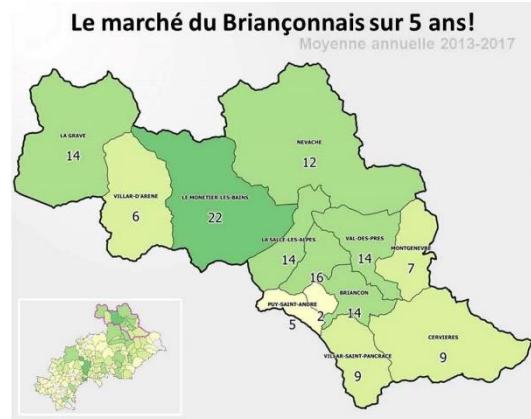 Le marché du Briançonnais sur 5 ans!
Moyenne annuelle 2013-2017
LA GRAVE
14
NEVACHE
12
VILLAR-D'ARENE
6
LE MONETIER-LES-BAINS
22
LA SALLE-LES-ALPES
14
VAL-DES-PRES
14
MONTGENEVRE
7
16
PUY-SAINT-ANDRE
5
2
BRIANCON
14
VILLAR-SAINT-PANCRACE
9
CERVIERES
9